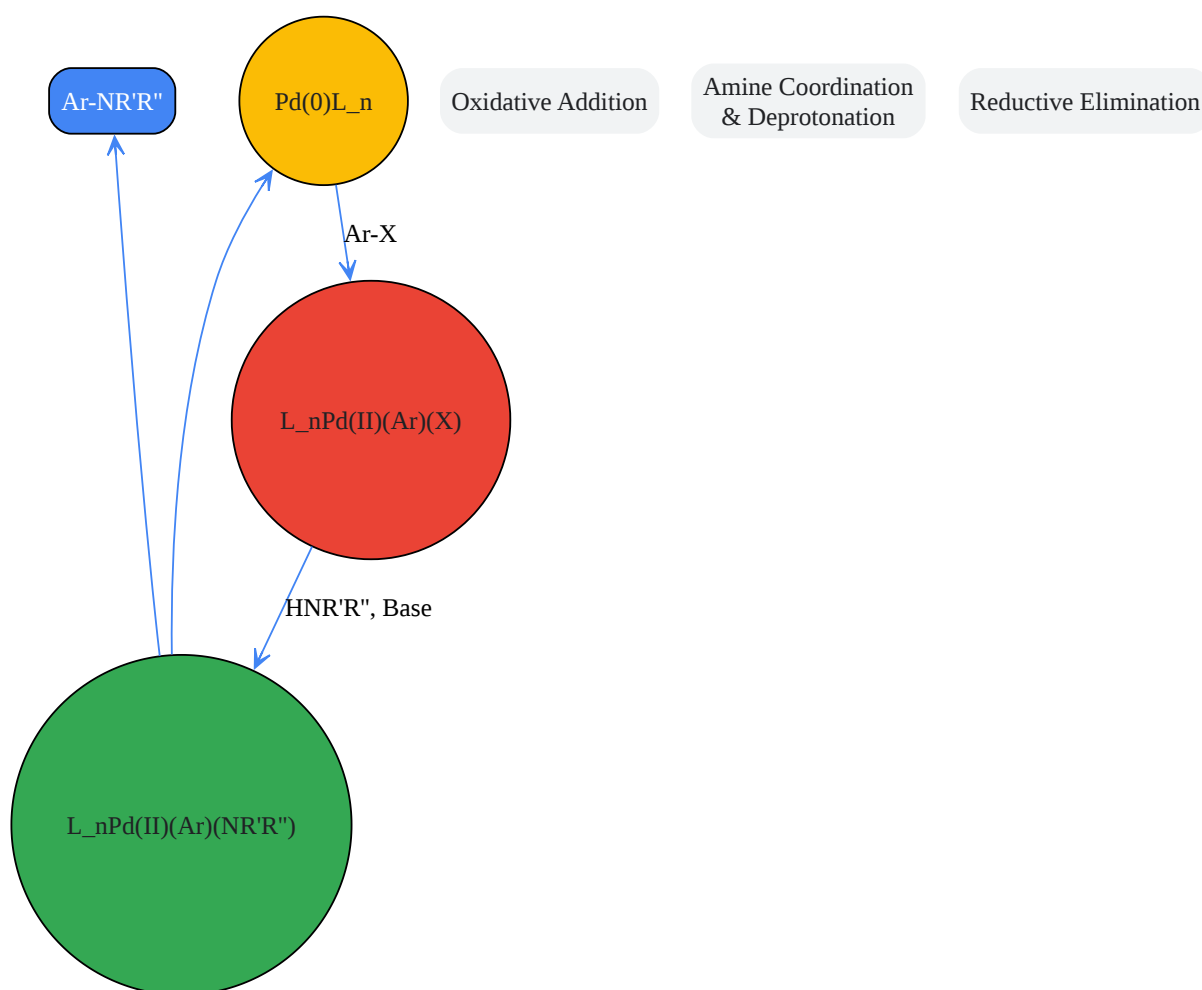 Ar-NR'R"
Pd(0)L_n
Oxidative Addition
Amine Coordination
& Deprotonation
Reductive Elimination
Ar-X
L_nPd(II)(Ar)(X)
HNR'R", Base
L_nPd(II)(Ar)(NR'R")